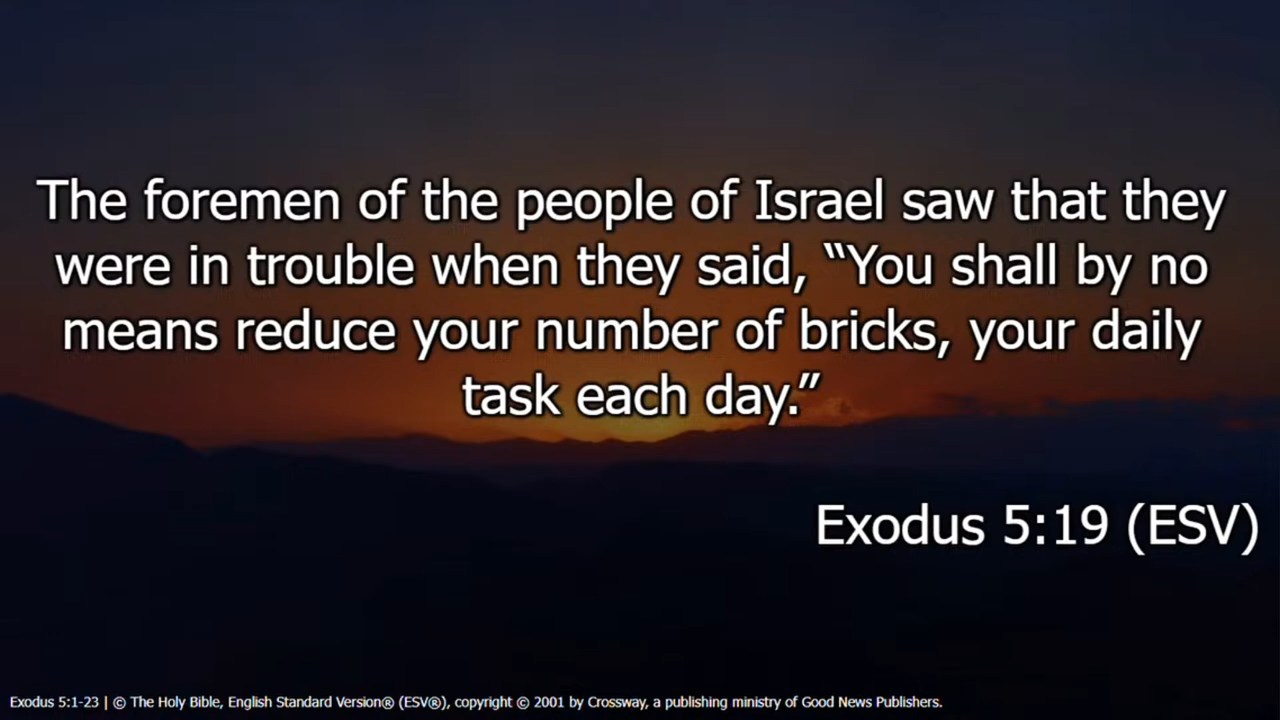 The foremen of the people of Israel saw that they
were in trouble when they said, “You shall by no
means reduce your number of bricks, your daily
task each day.”
Exodus 5:19 (ESV)
Exodus 5:1-23 | © The Holy Bible, English Standard Version® (ESV®), copyright © 2001 by Crossway, a publishing ministry of Good News Publishers.